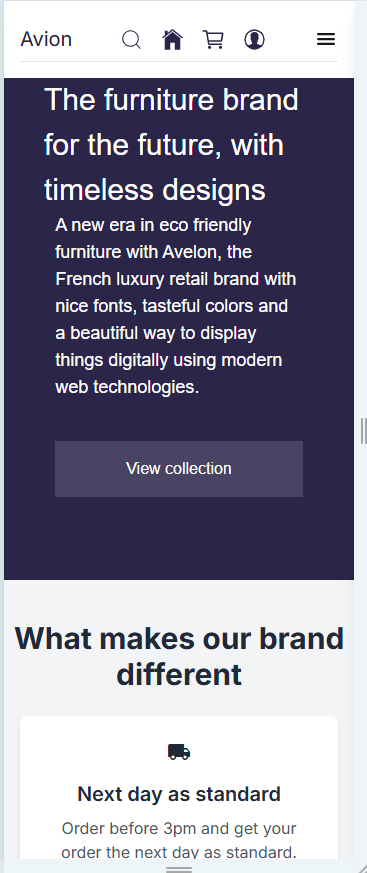 Avion
The furniture brand
for the future, with
timeless designs
A new era in eco friendly
furniture with Avelon, the
French luxury retail brand with
nice fonts, tasteful colors and
a beautiful way to display
things digitally using modern
web technologies.
View collection
What makes our brand
different
Next day as standard
Order before 3pm and get your
order the next day as standard.